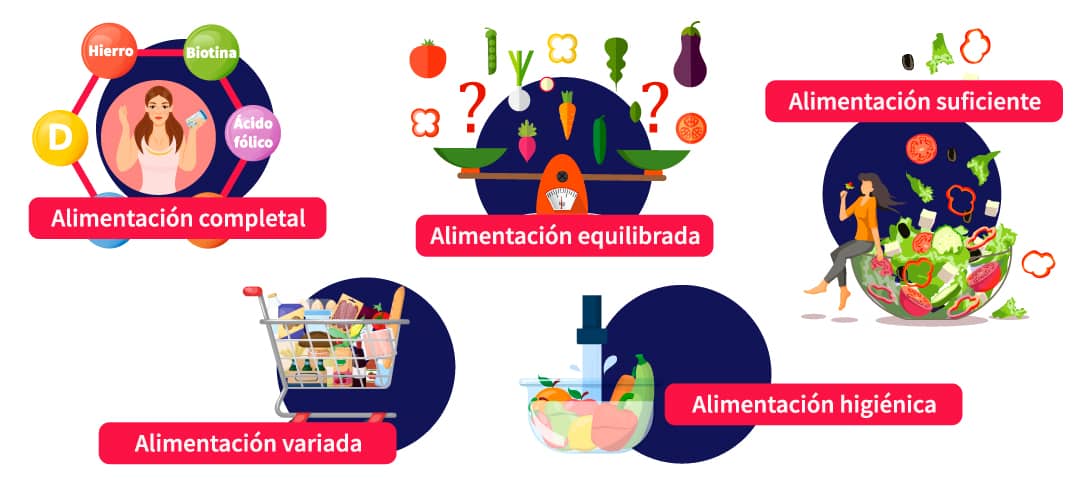 Hierro
Biotina
D
Ácido
fólico
Alimentación completal
? ?
Alimentación equilibrada
Alimentación suficiente
Alimentación variada
Alimentación higiénica